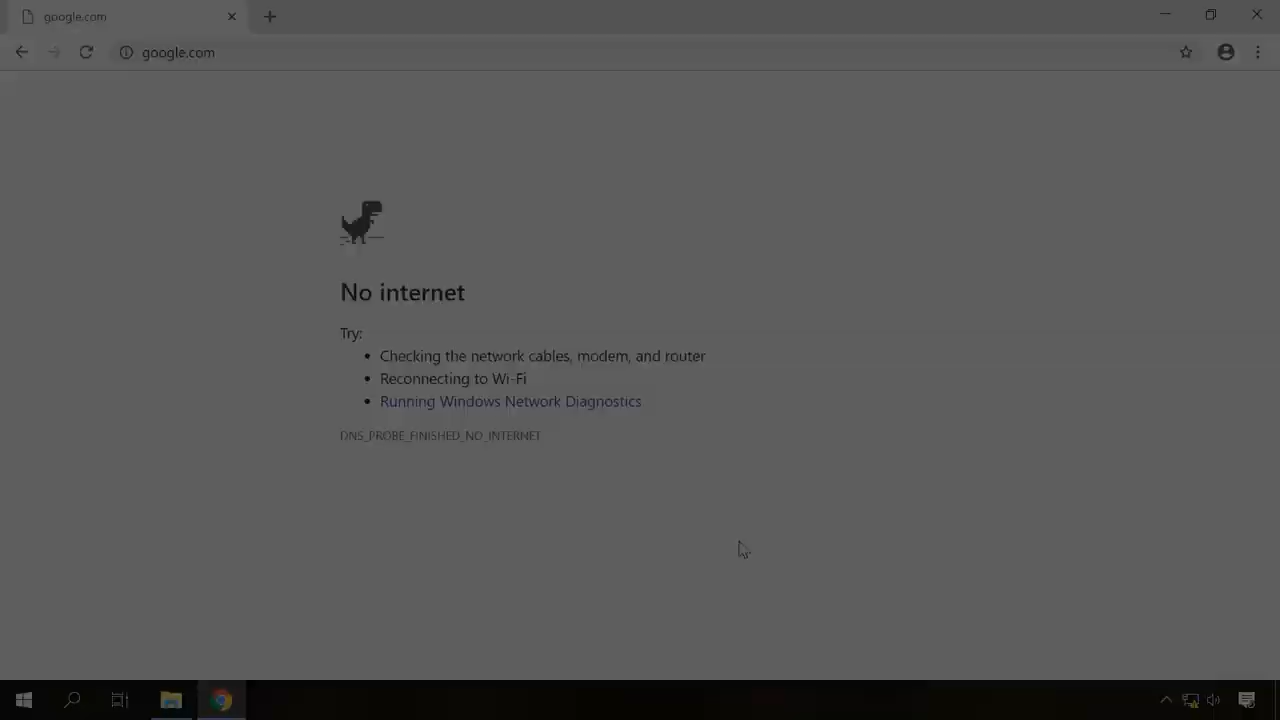 google.com
google.com
No internet
Try:
Checking the network cables, modem, and router
Reconnecting to Wi-Fi
Running Windows Network Diagnostics
DNS_PROBE_FINISHED_NO_INTERNET